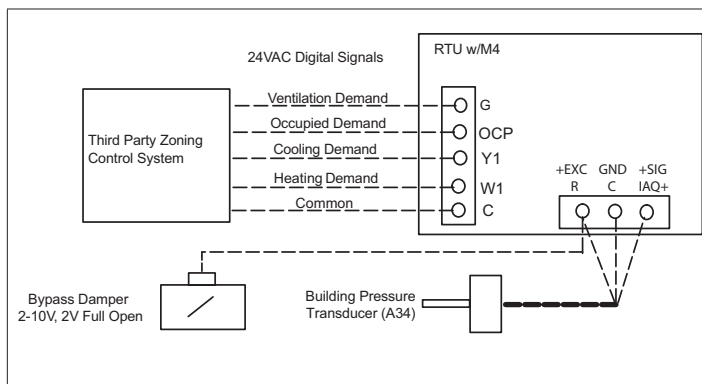 24VAC Digital Signals
RTU w/M4
Third Party Zoning
Control System
Ventilation Demand
G
Occupied Demand
OCP
Cooling Demand
Y1
Heating Demand
W1
Common
C
+EXC GND +SIG
R C IAQ+
Bypass Damper
2-10V, 2V Full Open
Building Pressure
Transducer (A34)